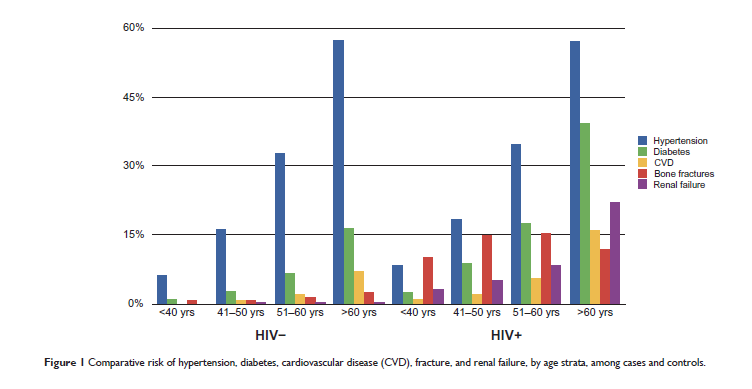 60%
45%
30%
15%
0%
<40 yrs 41–50 yrs 51–60 yrs >60 yrs <40 yrs 41–50 yrs 51–60 yrs >60 yrs
HIV− HIV+
Hypertension
Diabetes
CVD
Bone fractures
Renal failure
Figure 1 Comparative risk of hypertension, diabetes, cardiovascular disease (CVD), fracture, and renal failure, by age strata, among cases and controls.